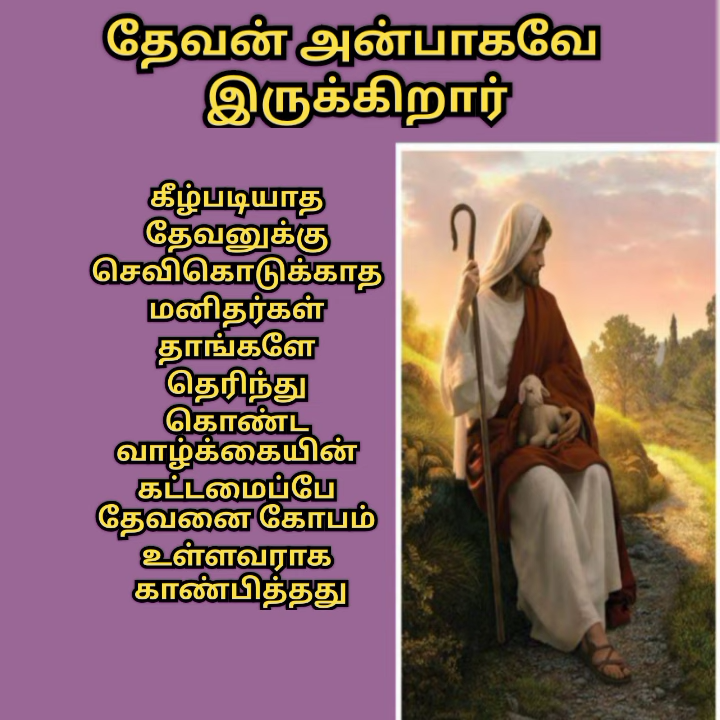 தேவன் அன்பாகவே
இருக்கிறார்
கீழ்படியாத
தேவனுக்கு
செவிகொடுக்காத
மனிதர்கள்
தாங்களே
தெரிந்து
கொண்ட
வாழ்க்கையின்
கட்டமைப்பே
தேவனை கோபம்
உள்ளவராக
காண்பித்தது